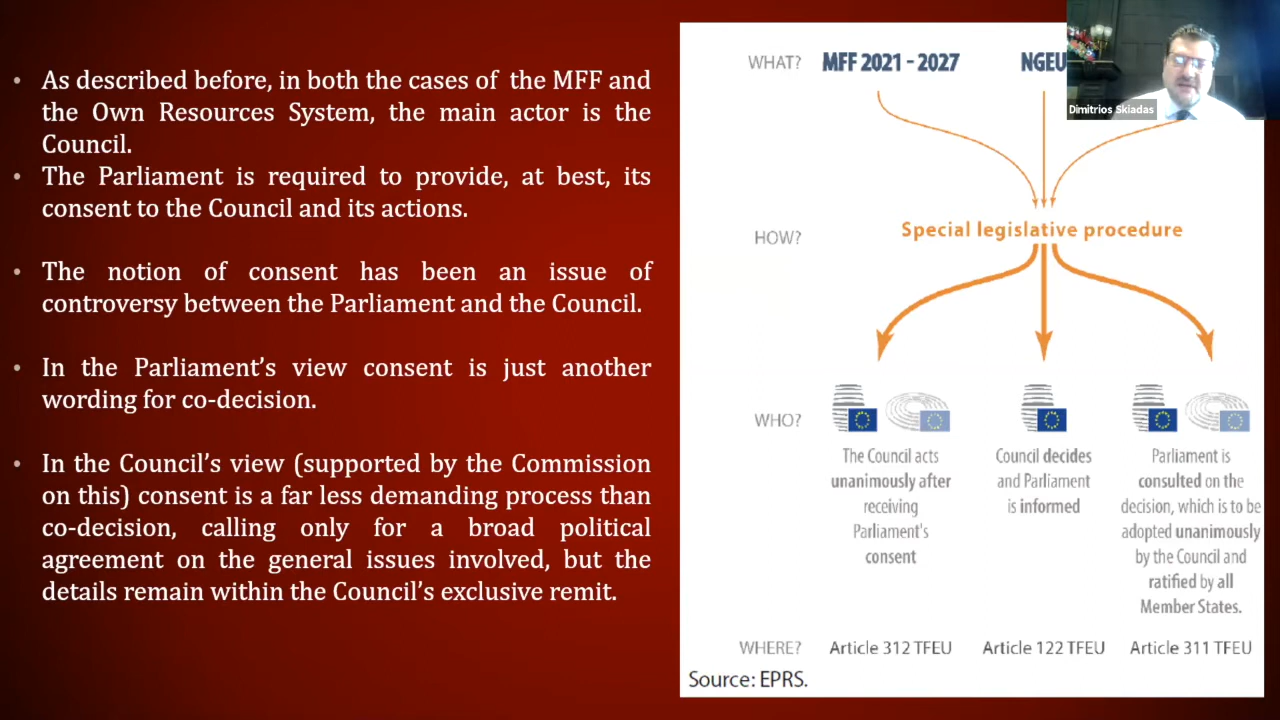 As described before, in both the cases of the MFF and
the Own Resources System, the main actor is the
Council.
The Parliament is required to provide, at best, its
consent to the Council and its actions.
The notion of consent has been an issue of
controversy between the Parliament and the Council.
In the Parliament's view consent is just another
wording for co-decision.
In the Council's view (supported by the Commission
on this) consent is a far less demanding process than
co-decision, calling only for a broad political
agreement on the general issues involved, but the
details remain within the Council's exclusive remit.
WHAT?
MFF 2021 - 2027
NGEU
Dimitrios Skiadas
HOW?
Special legislative procedure
WHO?
The Council acts
unanimously after
receiving
Parliament's
consent
Council decides
and Parliament
is informed
Parliament is
consulted on the
decision, which is to be
adopted unanimously
by the Council and
ratified by all
Member States.
WHERE?
Article 312 TFEU
Article 122 TFEU
Article 311 TFEU
Source: EPRS.